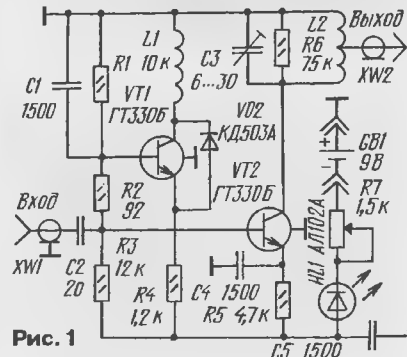 Выход
L1
L2
C1
1500
R1
10 к
C3
6...30
R6
75 к
XW2
VT1
ГТ330Б
VD2
КД503А
VT2
ГТ330Б
GB1
9В
+
-
R2
92
R7
1,5 к
Вход
XW1
C2
20
R3
12 к
R4
1,2 к
C4 1500
R5 4,7 к
HL1 АЛ102А
C5 1500
Рис. 1